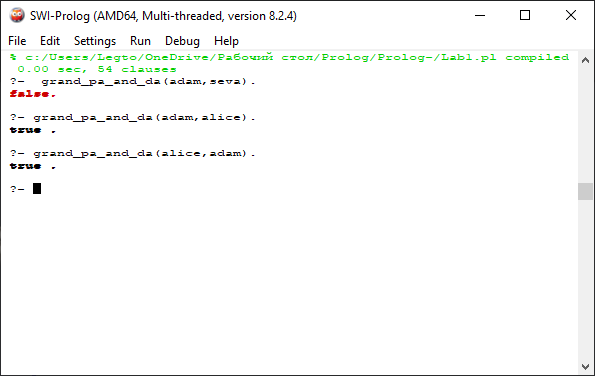 SWI-Prolog (AMD64, Multi-threaded, version 8.2.4)
File Edit Settings Run Debug Help
% c:/Users/Legto/OneDrive/Рабочий стол/Prolog/Prolog-/Lab1.pl compiled
0.00 sec, 54 clauses
?- grand_pa_and_da(adam,seva).
false.
?- grand_pa_and_da(adam,alice).
true .
?- grand_pa_and_da(alice,adam).
true .
?-